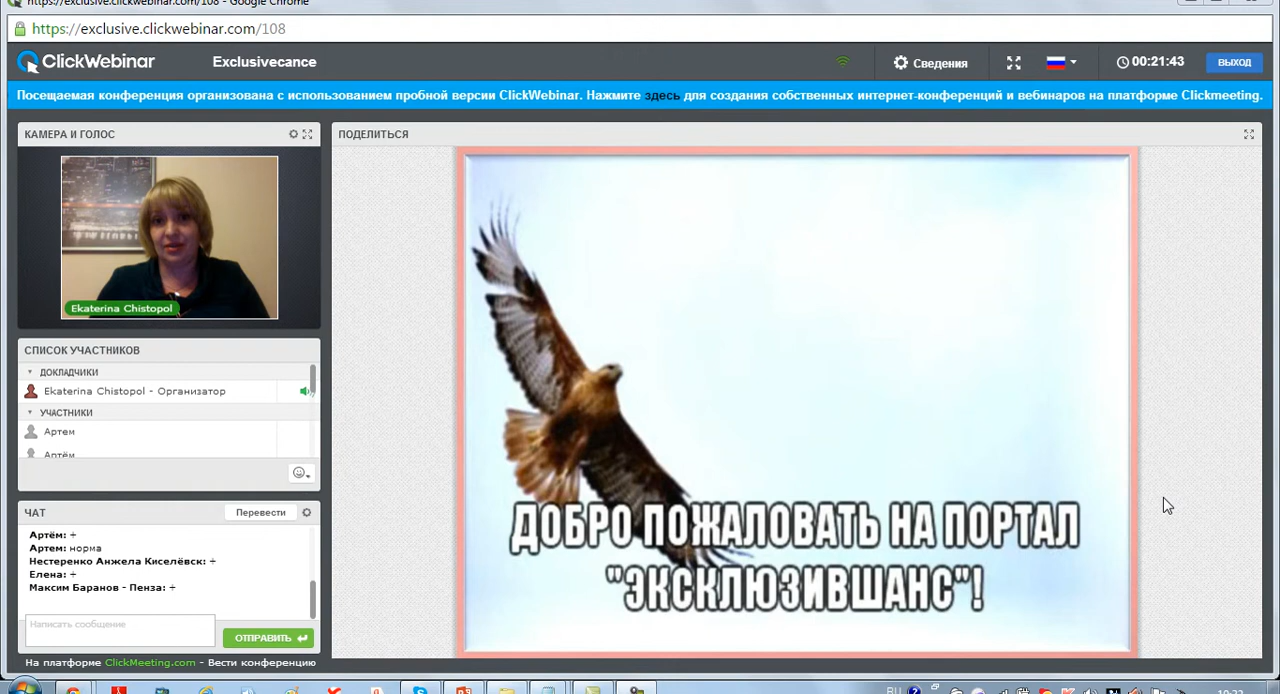 https://exclusive.clickwebinar.com/108 - Google Chrome
https://exclusive.clickwebinar.com/108
ClickWebinar
Exclusivecance
Сведения
00:21:43
ВЫХОД
Посещаемая конференция организована с использованием пробной версии ClickWebinar. Нажмите здесь для создания собственных интернет-конференций и вебинаров на платформе Clickmeeting.
КАМЕРА И ГОЛОС
Ekaterina Chistopol
СПИСОК УЧАСТНИКОВ
ДОКЛАДЧИКИ
Ekaterina Chistopol - Организатор
УЧАСТНИКИ
Артем
Артём
ЧАТ
Перевести
Артём: +
Артем: норма
Нестеренко Анжела Киселёвск: +
Елена: +
Максим Баранов - Пенза: +
Написать сообщение
ОТПРАВИТЬ
На платформе ClickMeeting.com - Вести конференцию
ПОДЕЛИТЬСЯ
ДОБРО ПОЖАЛОВАТЬ НА ПОРТАЛ
"ЭКСКЛЮЗИВШАНС"!
RU